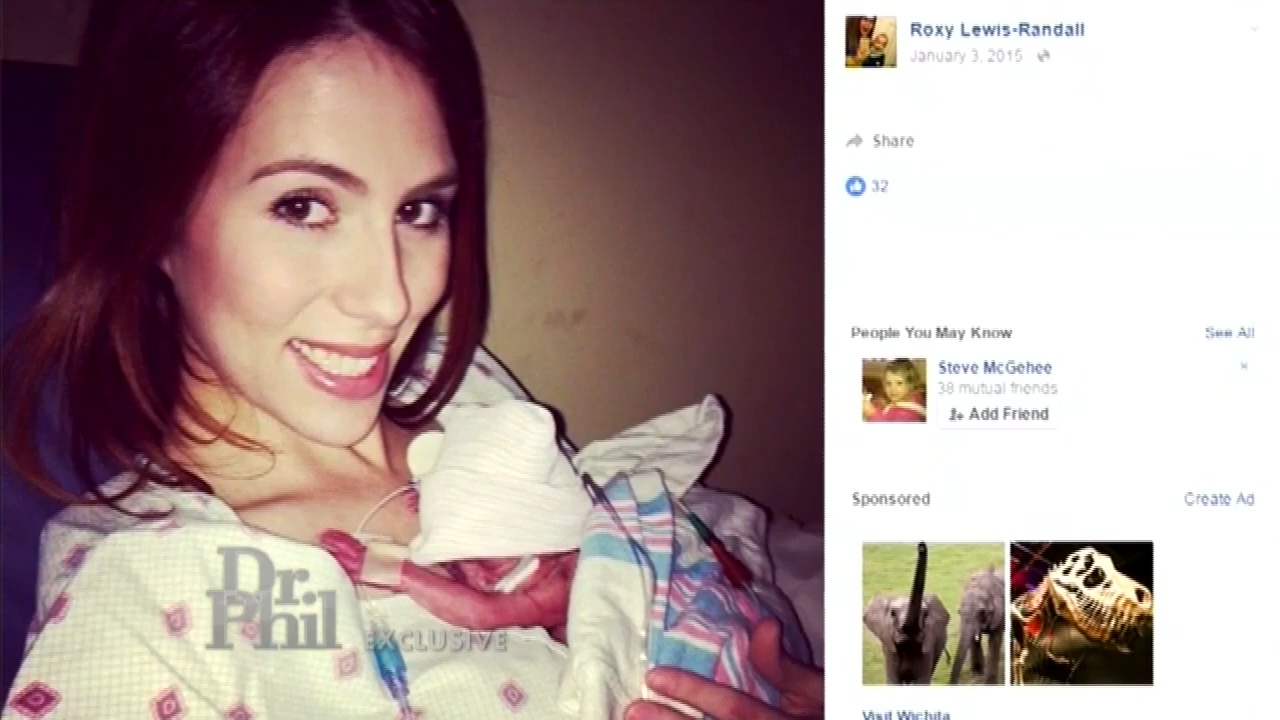 Roxy Lewis-Randall
January 3, 2015
Share
32
People You May Know
See All
Steve McGehee
38 mutual friends
Add Friend
Sponsored
Create Ad
Visit Wichita
Dr.
Phil
EXCLUSIVE